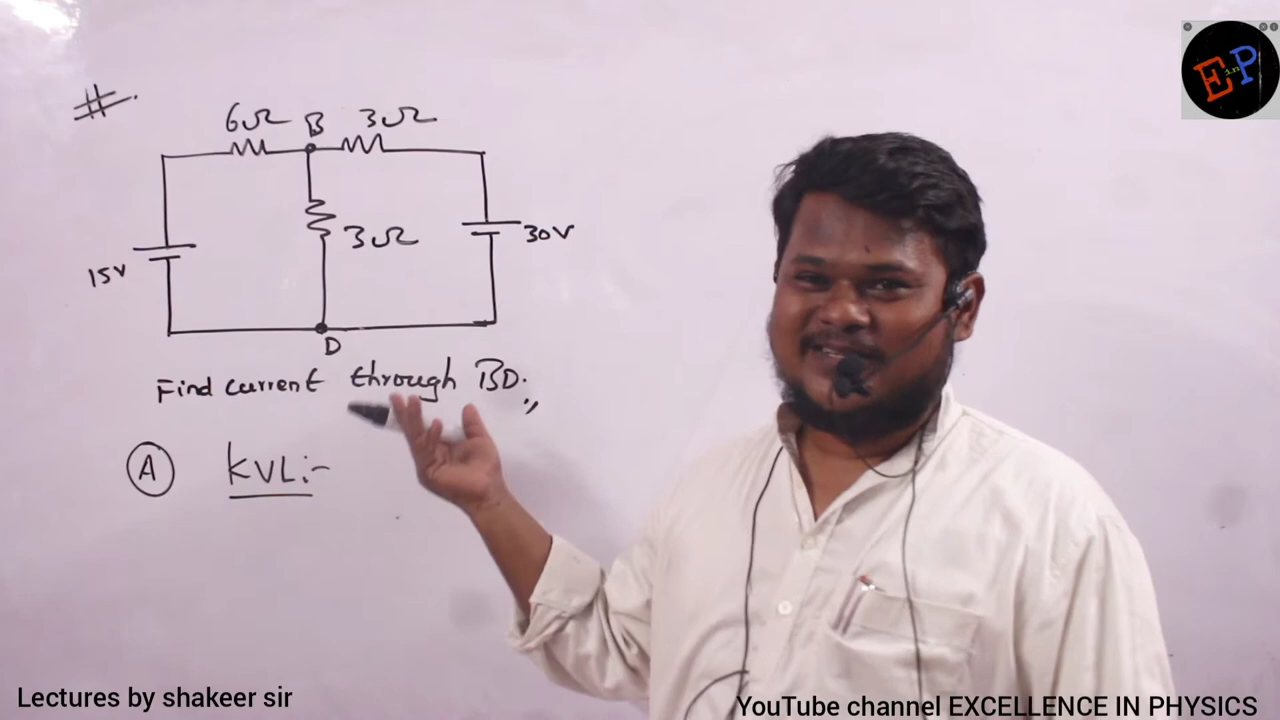 #.
6Ω B 3Ω
3Ω
15V
30V
D
Find current through BD.,,
A KVL:-
E in P
Lectures by shakeer sir
YouTube channel EXCELLENCE IN PHYSICS